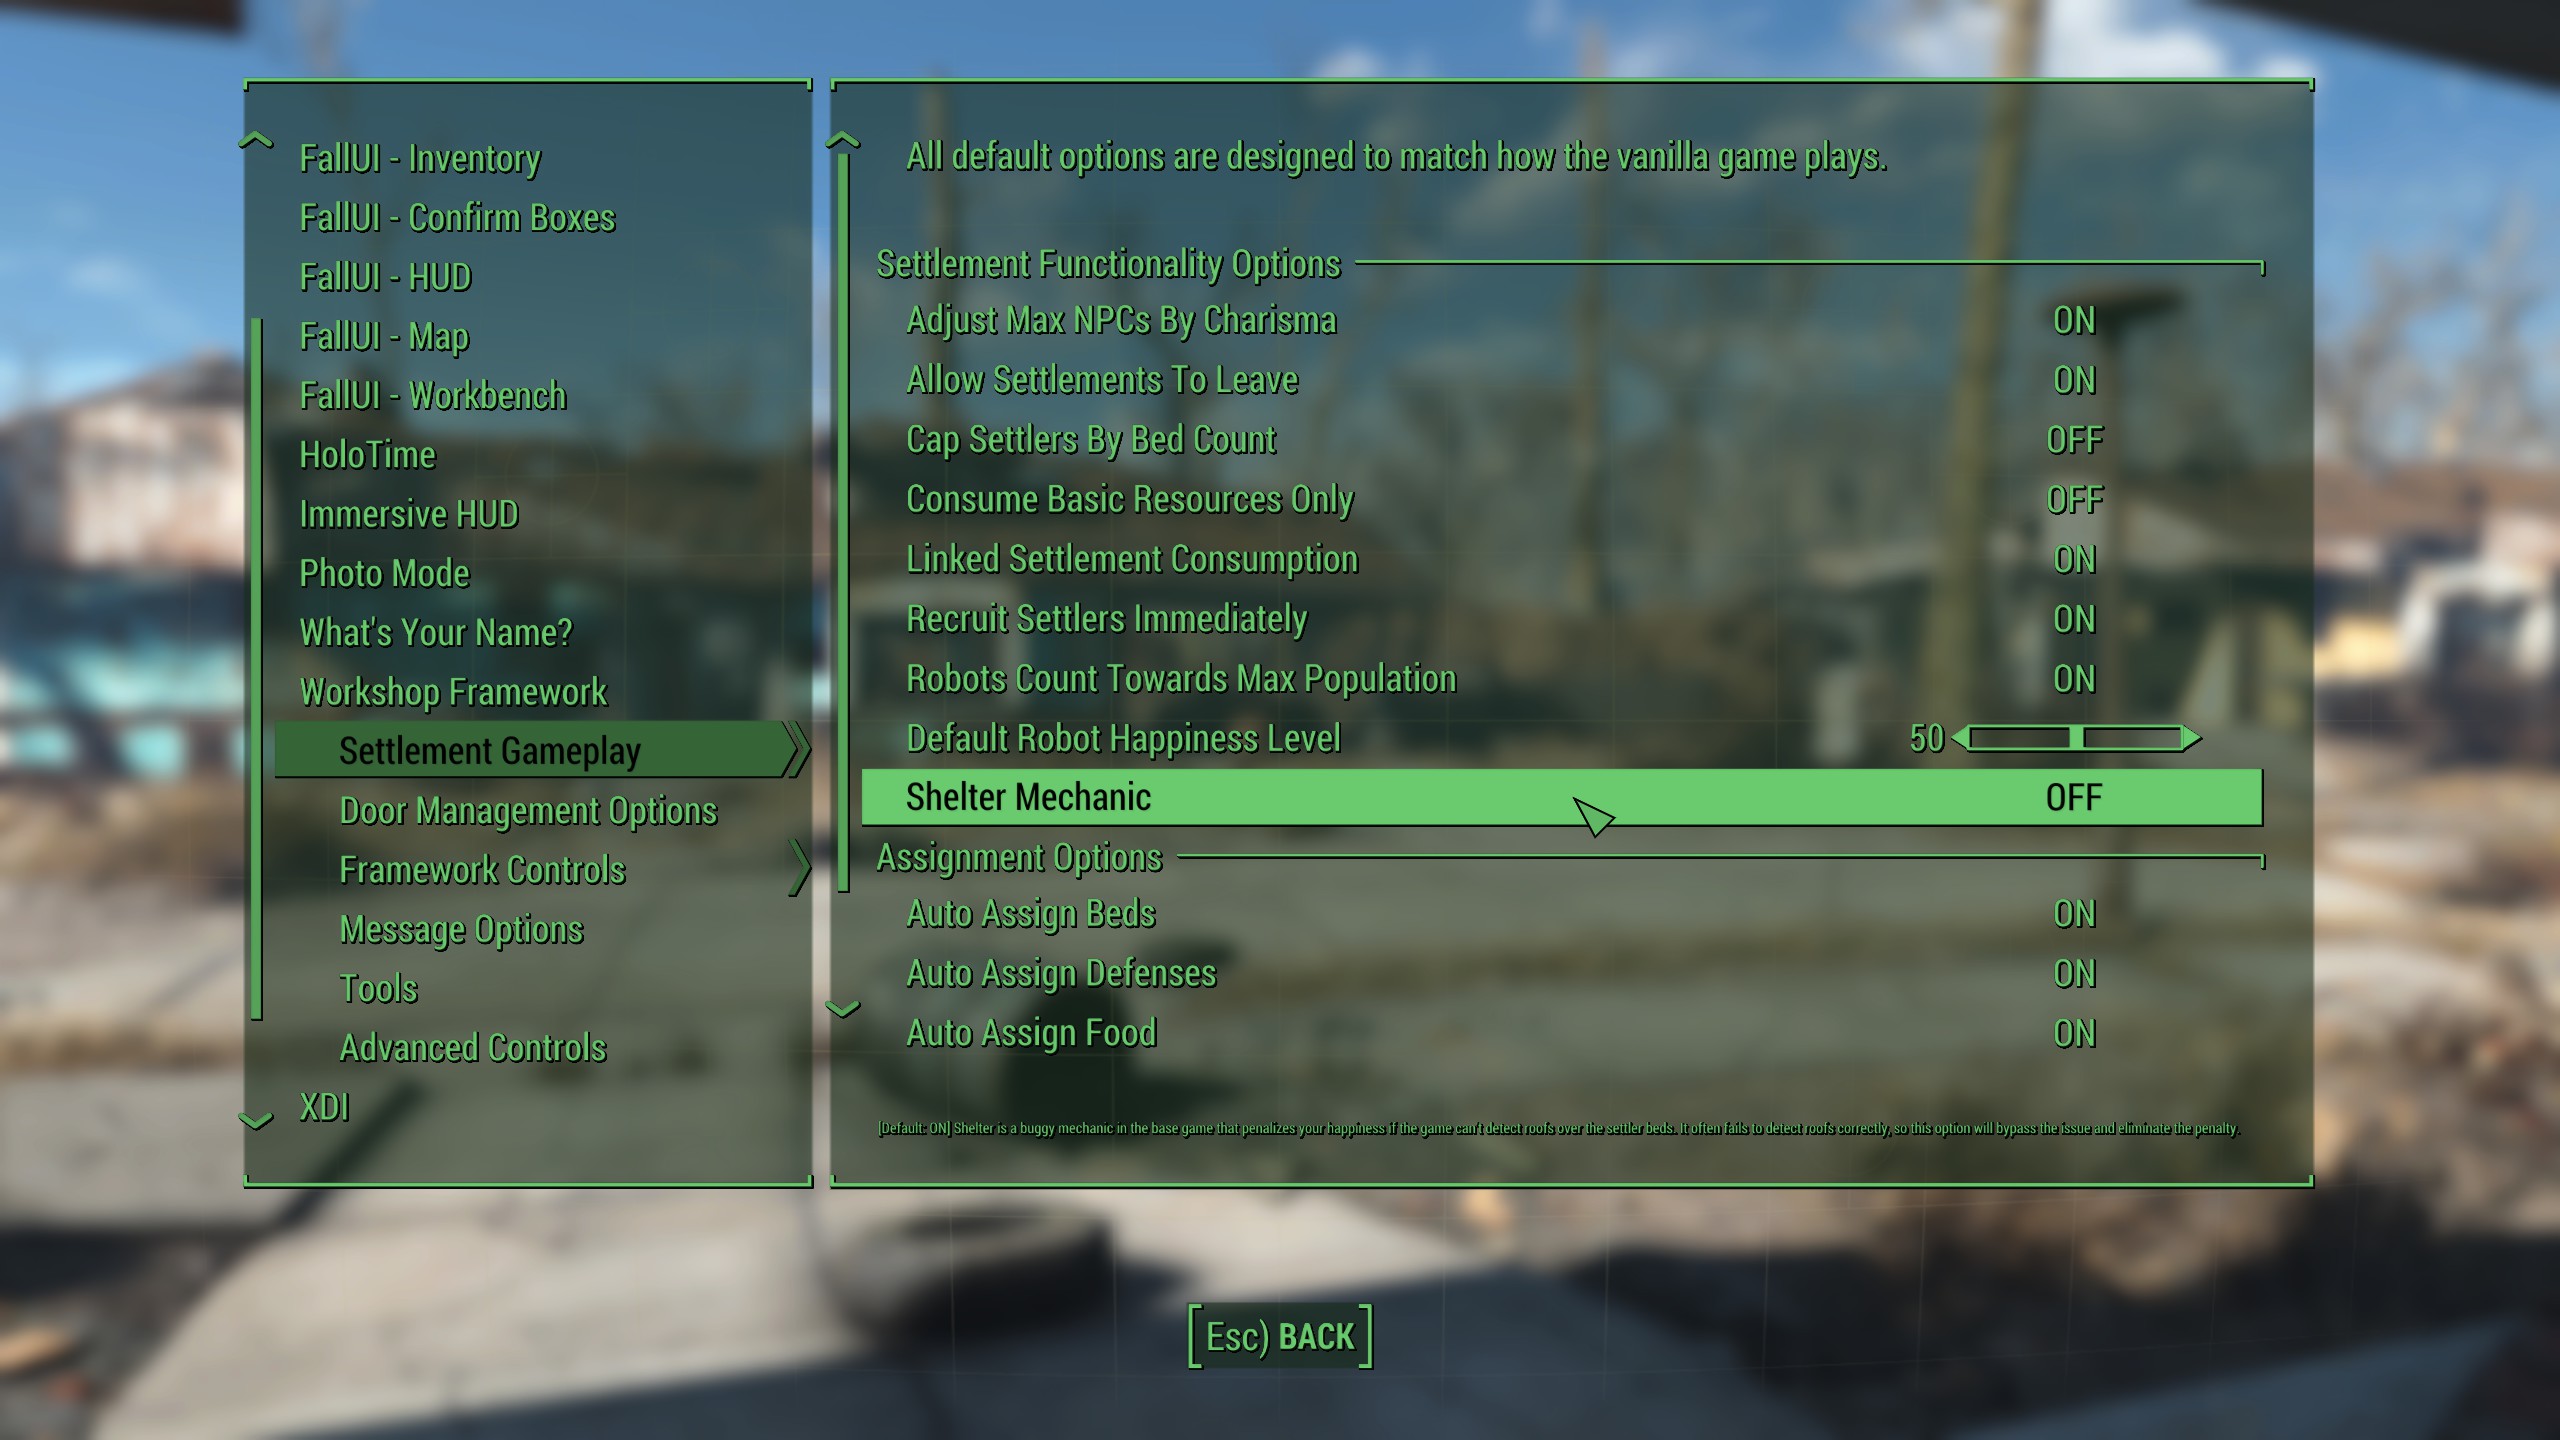 FallUI - Inventory
FallUI - Confirm Boxes
FallUI - HUD
FallUI - Map
FallUI - Workbench
HoloTime
Immersive HUD
Photo Mode
What's Your Name?
Workshop Framework
Settlement Gameplay
Door Management Options
Framework Controls
Message Options
Tools
Advanced Controls
XDI
All default options are designed to match how the vanilla game plays.
Settlement Functionality Options
Adjust Max NPCs By Charisma ON
Allow Settlements To Leave ON
Cap Settlers By Bed Count OFF
Consume Basic Resources Only OFF
Linked Settlement Consumption ON
Recruit Settlers Immediately ON
Robots Count Towards Max Population ON
Default Robot Happiness Level 50
Shelter Mechanic OFF
Assignment Options
Auto Assign Beds ON
Auto Assign Defenses ON
Auto Assign Food ON
[Default: ON] Shelter is a buggy mechanic in the base game that penalizes your happiness if the game can't detect roofs over the settler beds. It often fails to detect roofs correctly, so this option will bypass the issue and eliminate the penalty.
Esc) BACK